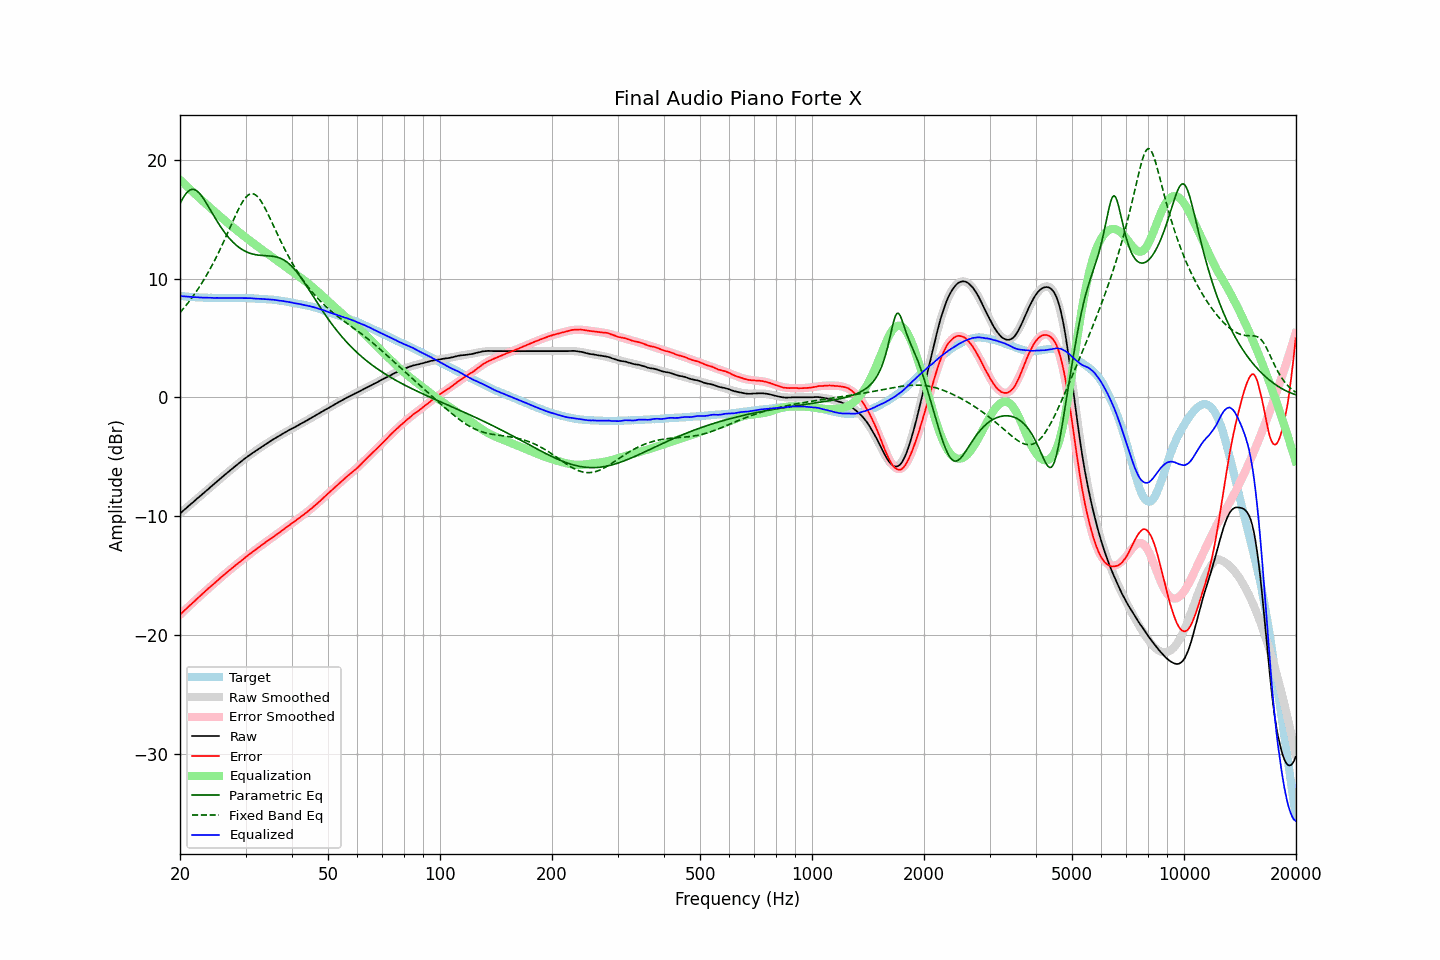 Final Audio Piano Forte X
Amplitude (dBr)
20
10
0
−10
−20
−30
Target
Raw Smoothed
Error Smoothed
Raw
Error
Equalization
Parametric Eq
Fixed Band Eq
Equalized
20 50 100 200 500 1000 2000 5000 10000 20000
Frequency (Hz)